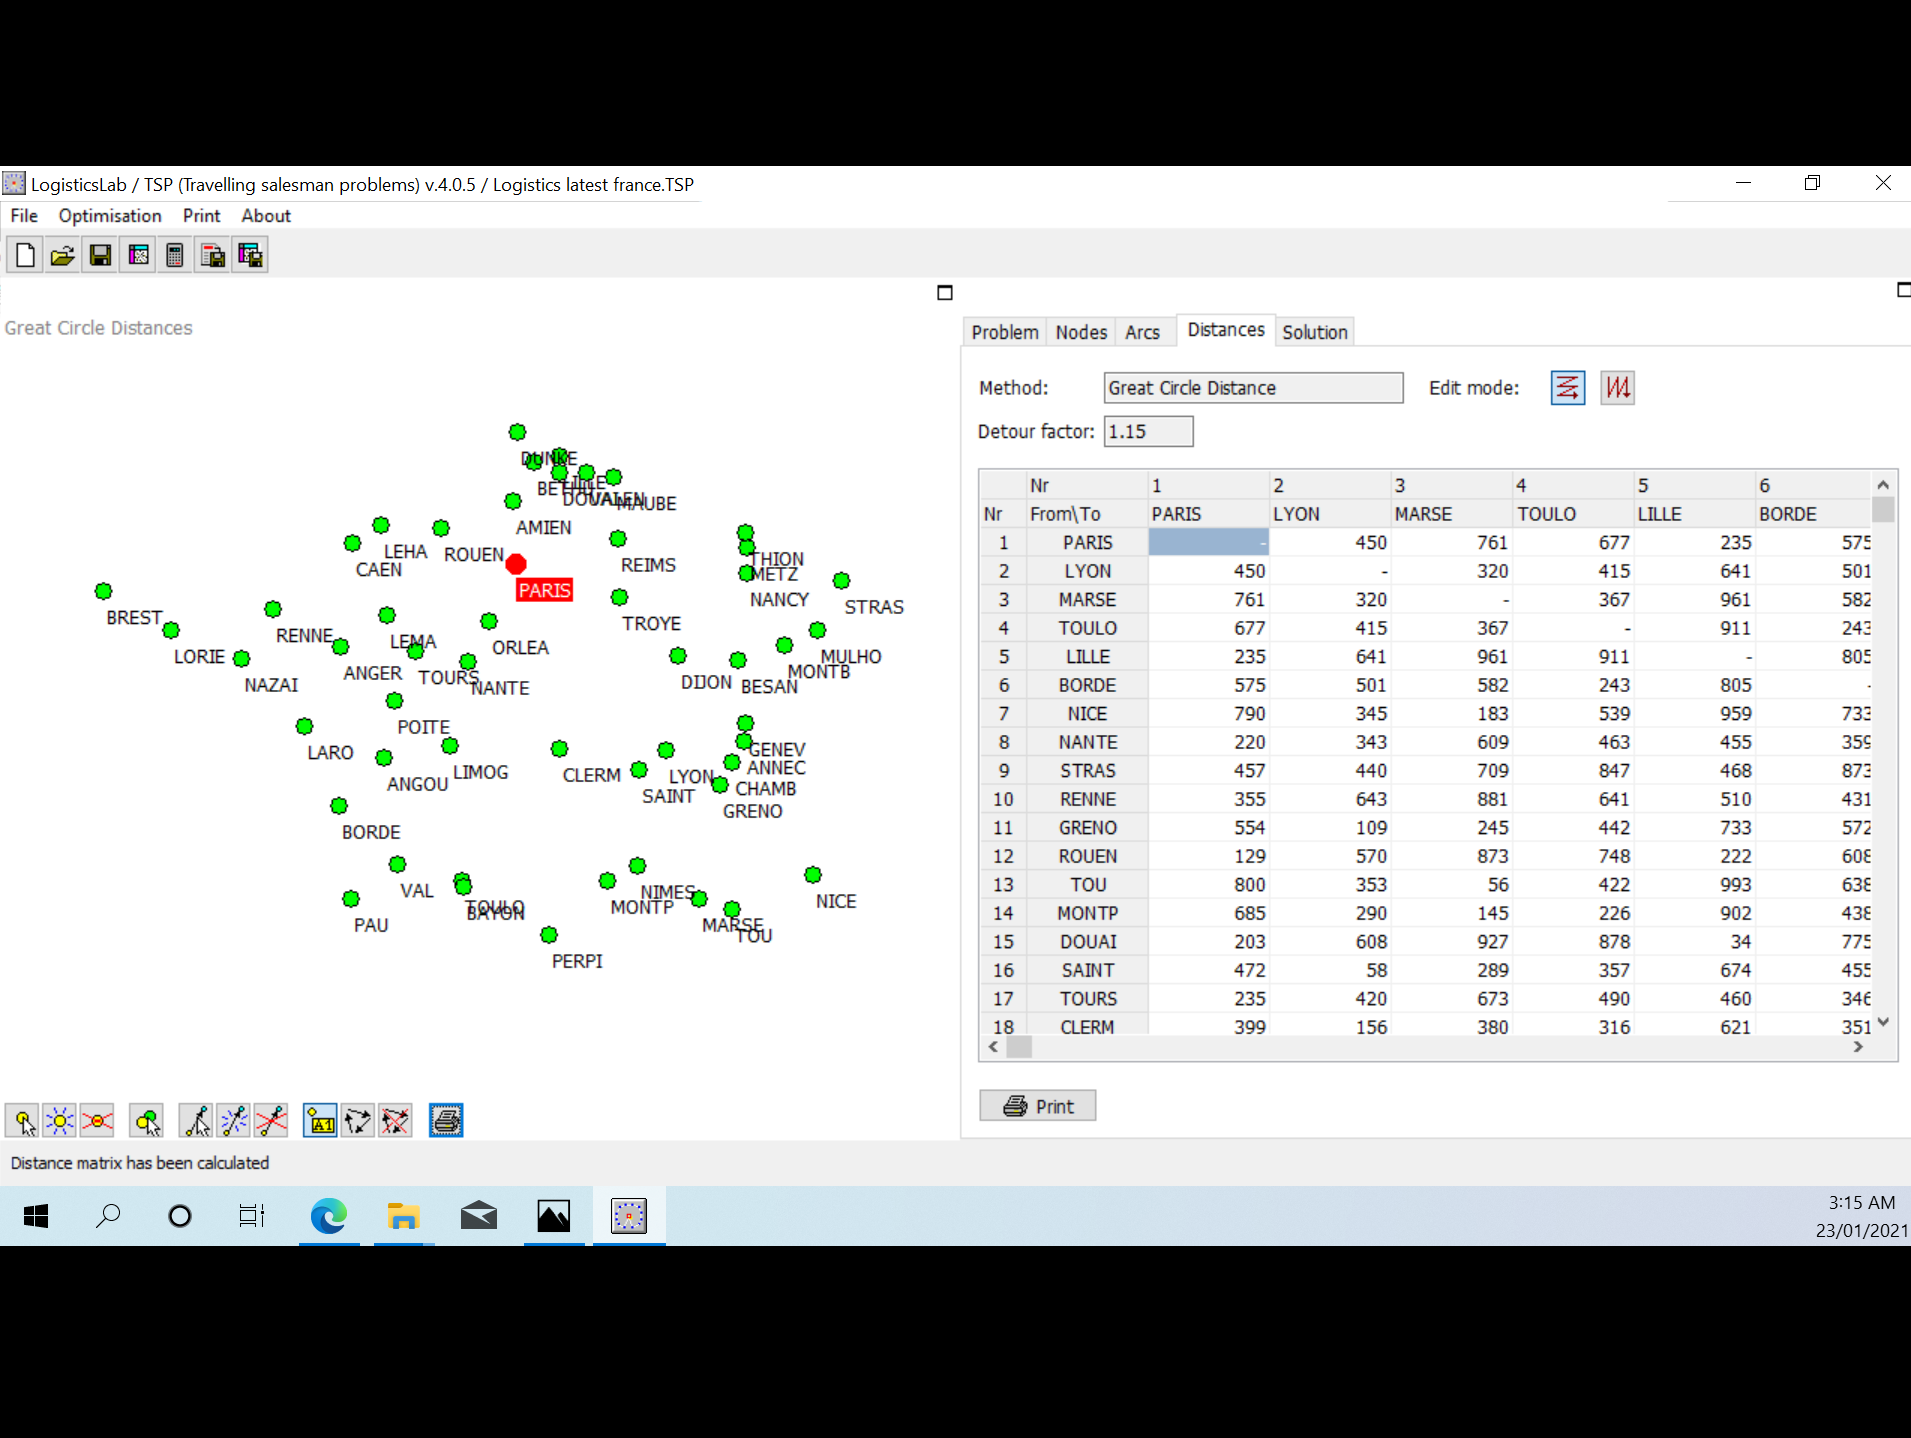 LogisticsLab / TSP (Travelling salesman problems) v.4.0.5 / Logistics latest france.TSP
File Optimisation Print About
Great Circle Distances
DUNKE
LILLE
BETHU
DOUAI
VALEN
MAUBE
AMIEN
LEHA
ROUEN
CAEN
REIMS
THION
METZ
PARIS
NANCY
STRAS
BREST
TROYE
RENNE
LEMA
ORLEA
LORIE
ANGER
TOURS
NANTE
MULHO
MONTB
DIJON
BESAN
NAZAI
POITE
LARO
GENEV
ANNEC
LIMOG
CLERM
LYON
ANGOU
SAINT
CHAMB
GRENO
BORDE
VAL
TOULO
BAYON
NIMES
MONTP
NICE
PAU
MARSE
TOU
PERPI
A1
Problem Nodes Arcs Distances Solution
Method: Great Circle Distance Edit mode:
Detour factor: 1.15
Nr 1 2 3 4 5 6
Nr From\To PARIS LYON MARSE TOULO LILLE BORDE
1 PARIS - 450 761 677 235 575
2 LYON 450 - 320 415 641 501
3 MARSE 761 320 - 367 961 582
4 TOULO 677 415 367 - 911 243
5 LILLE 235 641 961 911 - 805
6 BORDE 575 501 582 243 805 -
7 NICE 790 345 183 539 959 733
8 NANTE 220 343 609 463 455 359
9 STRAS 457 440 709 847 468 873
10 RENNE 355 643 881 641 510 431
11 GRENO 554 109 245 442 733 572
12 ROUEN 129 570 873 748 222 608
13 TOU 800 353 56 422 993 638
14 MONTP 685 290 145 226 902 438
15 DOUAI 203 608 927 878 34 775
16 SAINT 472 58 289 357 674 455
17 TOURS 235 420 673 490 460 346
18 CLERM 399 156 380 316 621 351
Print
Distance matrix has been calculated
3:15 AM
23/01/2021